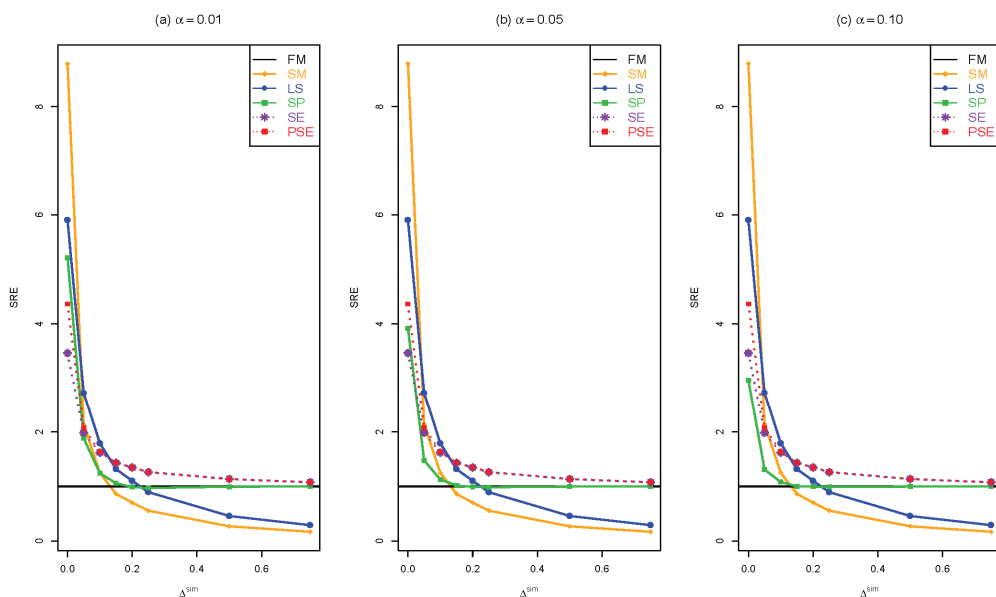 (a) α = 0.01
SRE
8
6
4
2
0
0.0 0.2 0.4 0.6
Δsim
FM
SM
LS
SP
SE
PSE
(b) α = 0.05
SRE
8
6
4
2
0
0.0 0.2 0.4 0.6
Δsim
FM
SM
LS
SP
SE
PSE
(c) α = 0.10
SRE
8
6
4
2
0
0.0 0.2 0.4 0.6
Δsim
FM
SM
LS
SP
SE
PSE